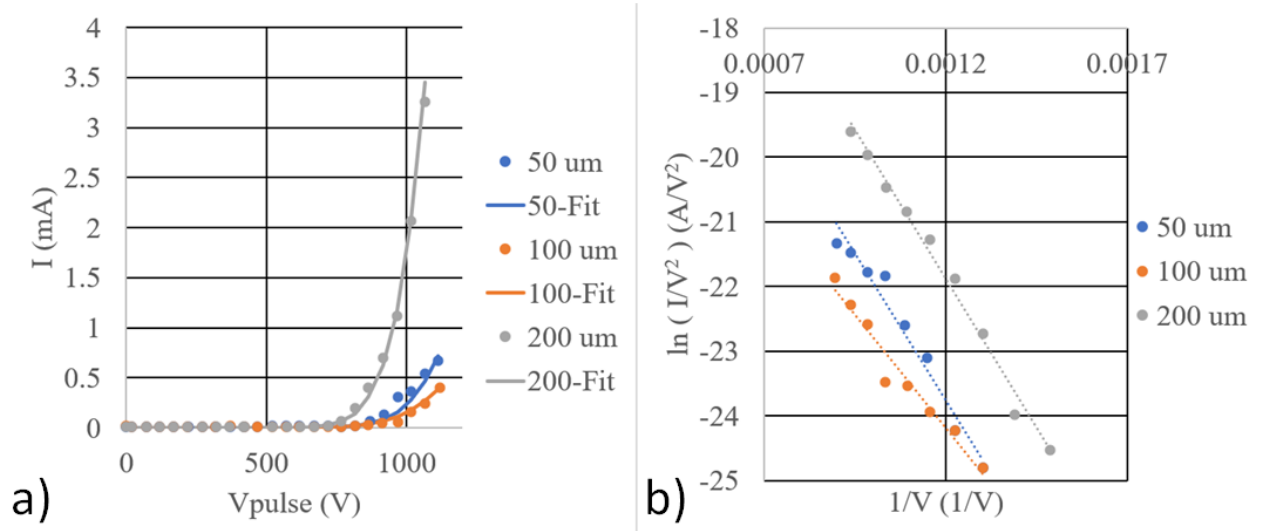 4
3.5
3
2.5
2
1.5
1
0.5
0
0 500 1000
I (mA)
Vpulse (V)
50 um
50-Fit
100 um
100-Fit
200 um
200-Fit
a)
-18
-19
-20
-21
-22
-23
-24
-25
0.0007 0.0012 0.0017
ln ( I/V² ) (A/V²)
1/V (1/V)
50 um
100 um
200 um
b)